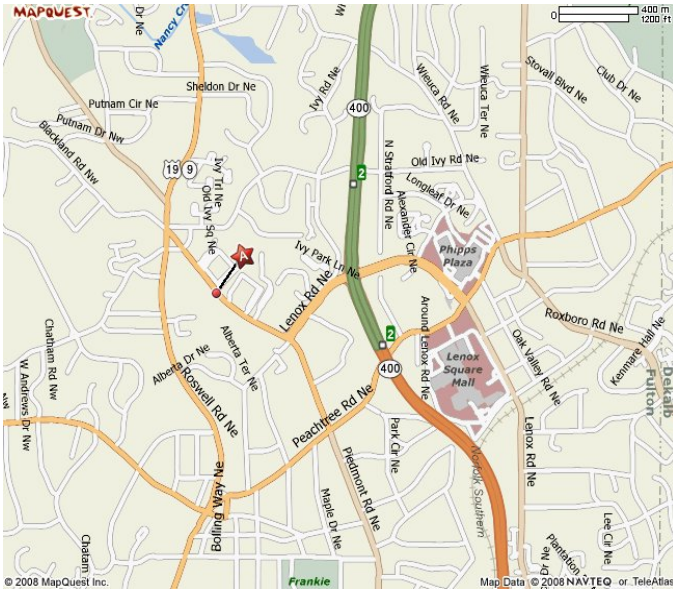 MAPQUEST.
400 m
0
1200 ft
Dr Ne
Nancy Cr
Sheldon Dr Ne
Putnam Cir Ne
Putnam Dr Nw
Blackland Rd Nw
Ivy Rd Ne
400
Wieuca Rd Ne
Wieuca Ter Ne
Stovall Blvd Ne
Club Dr Ne
19
9
Ivy Trl Ne
Old Ivy Sq Ne
2
N Stratford Rd Ne
Old Ivy Rd Ne
Longleaf Dr Ne
Alexander Cir Ne
A
Ivy Park Ln Ne
Phipps
Plaza
Lenox Rd Ne
Around Lenox Rd Ne
Roxboro Rd Ne
Chatham Rd Nw
W Andrews Dr Nw
Nw
Alberta Dr Ne
Alberta Ter Ne
Roswell Rd Ne
2
400
Lenox
Square
Mall
Oak Valley Rd Ne
Kenmare Hall Ne
Dekalb
Fulton
Peachtree Rd Ne
Park Cir Ne
Lenox Rd Ne
Bolling Way Ne
Piedmont Rd Ne
Maple Dr Ne
Norfolk Southern
Lee Cir Ne
Plantation
Dr Ne
Chatam
Frankie
© 2008 MapQuest Inc.
Map Data © 2008 NAVTEQ or TeleAtlas